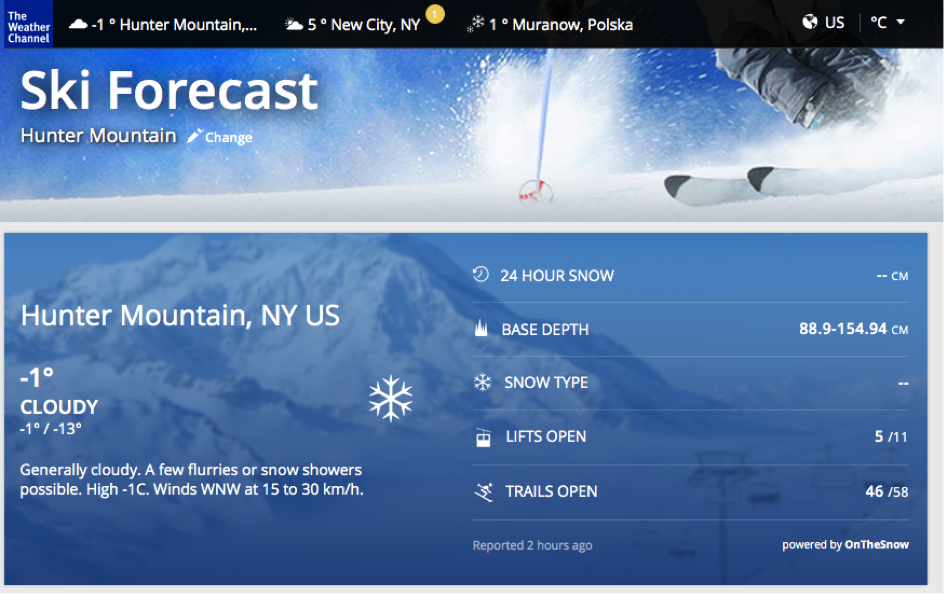 The
Weather
Channel
-1 ° Hunter Mountain,...
5 ° New City, NY
1
1 ° Muranow, Polska
US
°C
Ski Forecast
Hunter Mountain
Change
Hunter Mountain, NY US
-1°
CLOUDY
-1° / -13°
Generally cloudy. A few flurries or snow showers
possible. High -1C. Winds WNW at 15 to 30 km/h.
24 HOUR SNOW -- CM
BASE DEPTH 88.9-154.94 CM
SNOW TYPE --
LIFTS OPEN 5 /11
TRAILS OPEN 46 /58
Reported 2 hours ago
powered by OnTheSnow